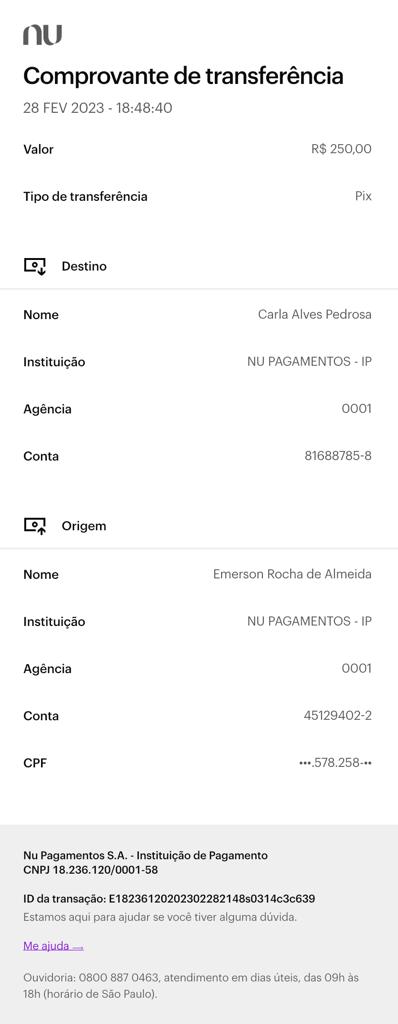 nu
Comprovante de transferência
28 FEV 2023 - 18:48:40
Valor R$ 250,00
Tipo de transferência Pix
Destino
Nome Carla Alves Pedrosa
Instituição NU PAGAMENTOS - IP
Agência 0001
Conta 81688785-8
Origem
Nome Emerson Rocha de Almeida
Instituição NU PAGAMENTOS - IP
Agência 0001
Conta 45129402-2
CPF •••.578.258-••
Nu Pagamentos S.A. - Instituição de Pagamento
CNPJ 18.236.120/0001-58
ID da transação: E18236120202302282148s0314c3c639
Estamos aqui para ajudar se você tiver alguma dúvida.
Me ajuda →
Ouvidoria: 0800 887 0463, atendimento em dias úteis, das 09h às
18h (horário de São Paulo).